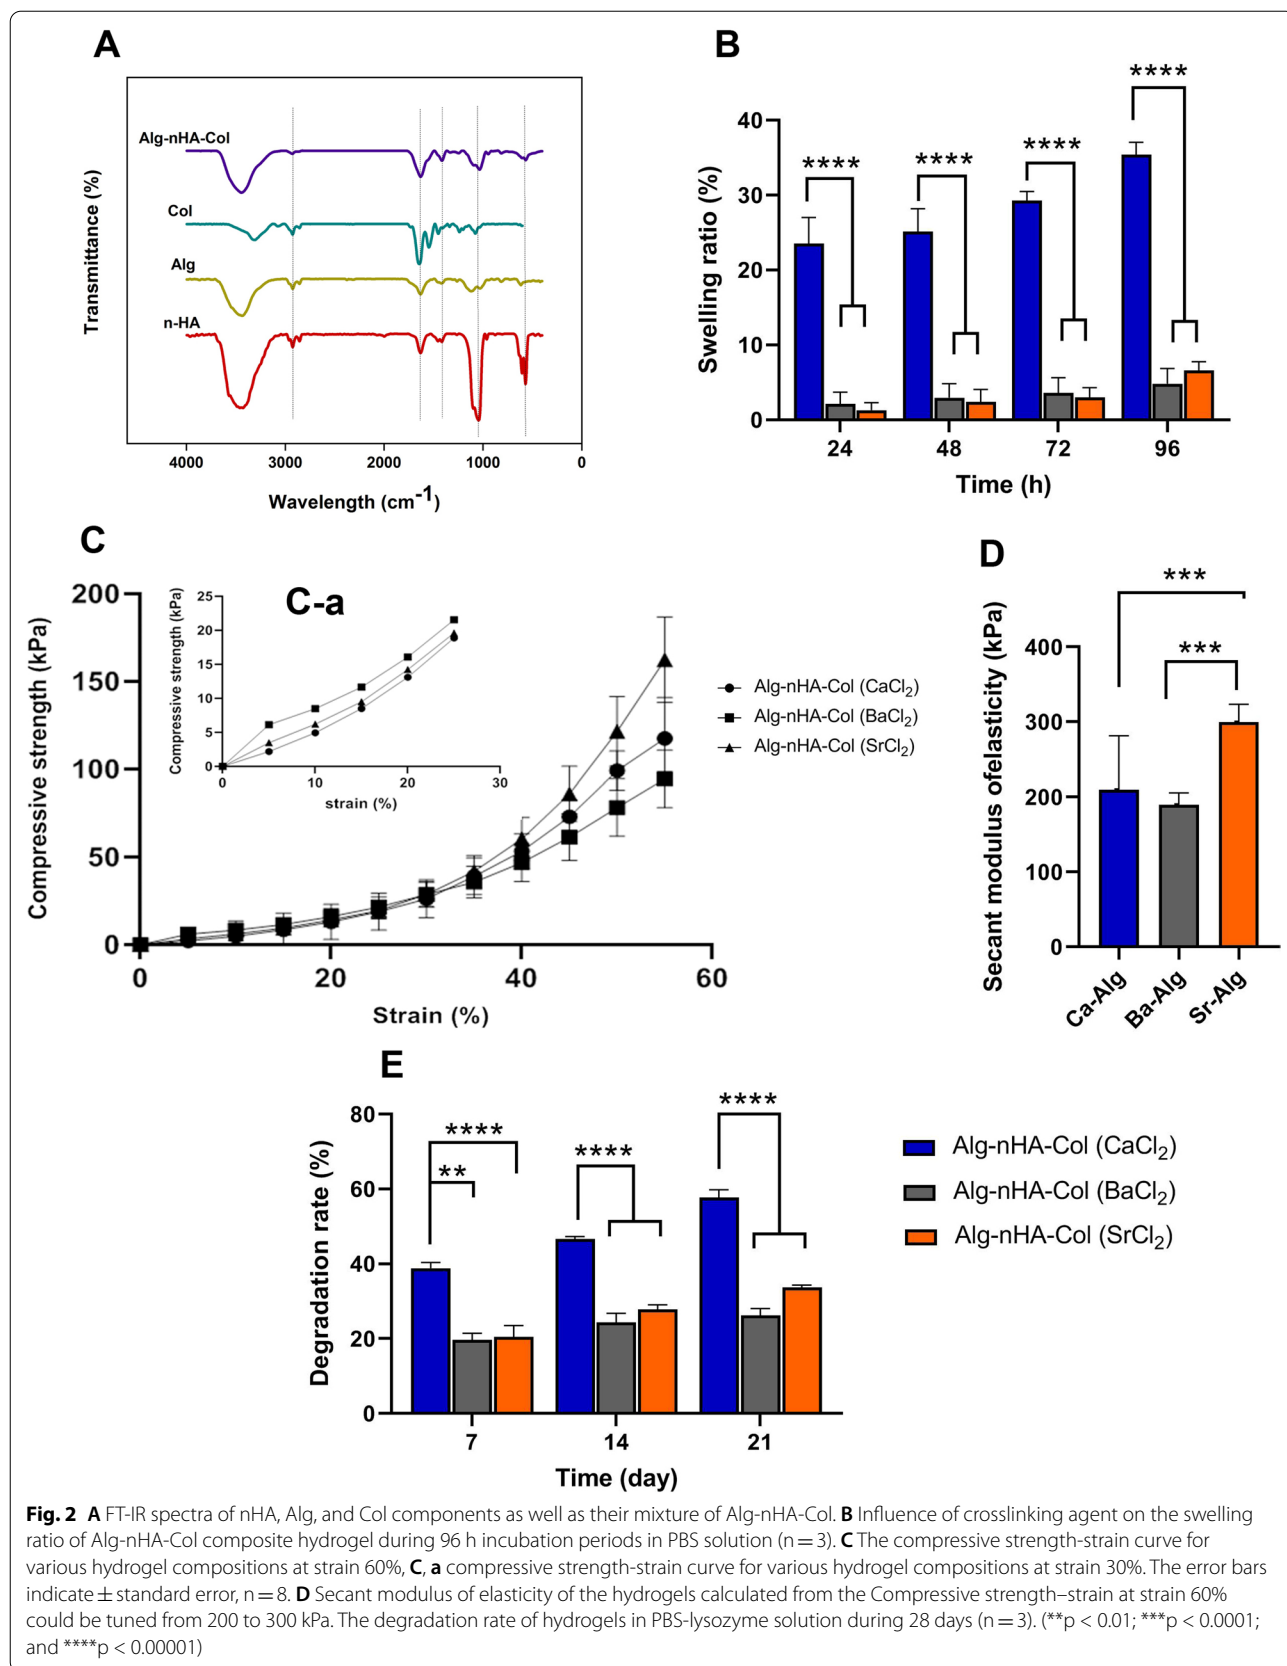 A
Transmittance (%)
Alg-nHA-Col
Col
Alg
n-HA
4000 3000 2000 1000 0
Wavelength (cm-1)
B
Swelling ratio (%)
40
30
20
10
0
**** **** **** ****
24 48 72 96
Time (h)
C
Compressive strength (kPa)
200
150
100
50
0
0 20 40 60
Strain (%)
C-a
Compressive strength (kPa)
25
20
15
10
5
0
0 10 20 30
strain (%)
Alg-nHA-Col (CaCl2)
Alg-nHA-Col (BaCl2)
Alg-nHA-Col (SrCl2)
D
Secant modulus ofelasticity (kPa)
400
300
200
100
0
***
***
Ca-Alg Ba-Alg Sr-Alg
E
Degradation rate (%)
80
60
40
20
0
****
**
****
****
7 14 21
Time (day)
Alg-nHA-Col (CaCl2)
Alg-nHA-Col (BaCl2)
Alg-nHA-Col (SrCl2)
Fig. 2 A FT-IR spectra of nHA, Alg, and Col components as well as their mixture of Alg-nHA-Col. B Influence of crosslinking agent on the swelling
ratio of Alg-nHA-Col composite hydrogel during 96 h incubation periods in PBS solution (n = 3). C The compressive strength-strain curve for
various hydrogel compositions at strain 60%, C, a compressive strength-strain curve for various hydrogel compositions at strain 30%. The error bars
indicate ± standard error, n = 8. D Secant modulus of elasticity of the hydrogels calculated from the Compressive strength–strain at strain 60%
could be tuned from 200 to 300 kPa. The degradation rate of hydrogels in PBS-lysozyme solution during 28 days (n = 3). (**p < 0.01; ***p < 0.0001;
and ****p < 0.00001)